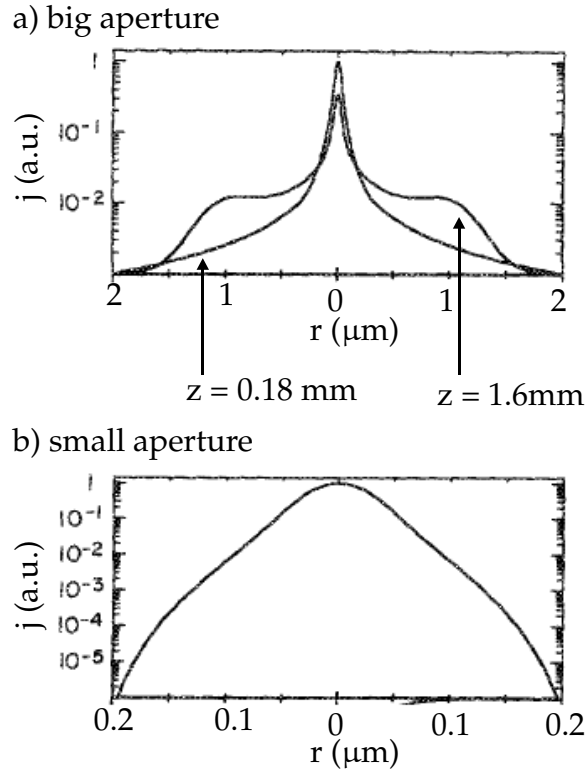 a) big aperture
j (a.u.)
1
10⁻¹
10⁻²
2 1 0 1 2
r (μm)
z = 0.18 mm
z = 1.6mm
b) small aperture
j (a.u.)
1
10⁻¹
10⁻²
10⁻³
10⁻⁴
10⁻⁵
0.2 0.1 0 0.1 0.2
r (μm)